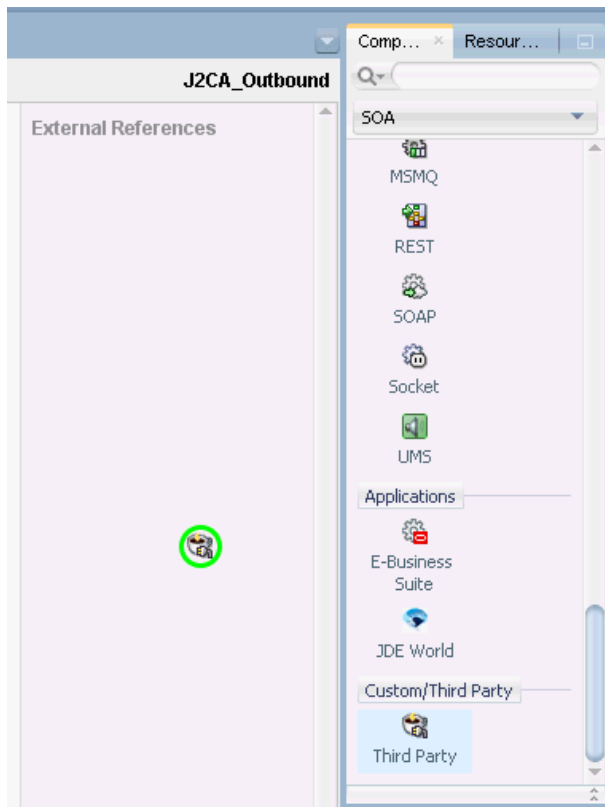 Comp...
Resour...
J2CA_Outbound
SOA
External References
MSMQ
REST
SOAP
Socket
UMS
Applications
E-Business
Suite
JDE World
Custom/Third Party
Third Party